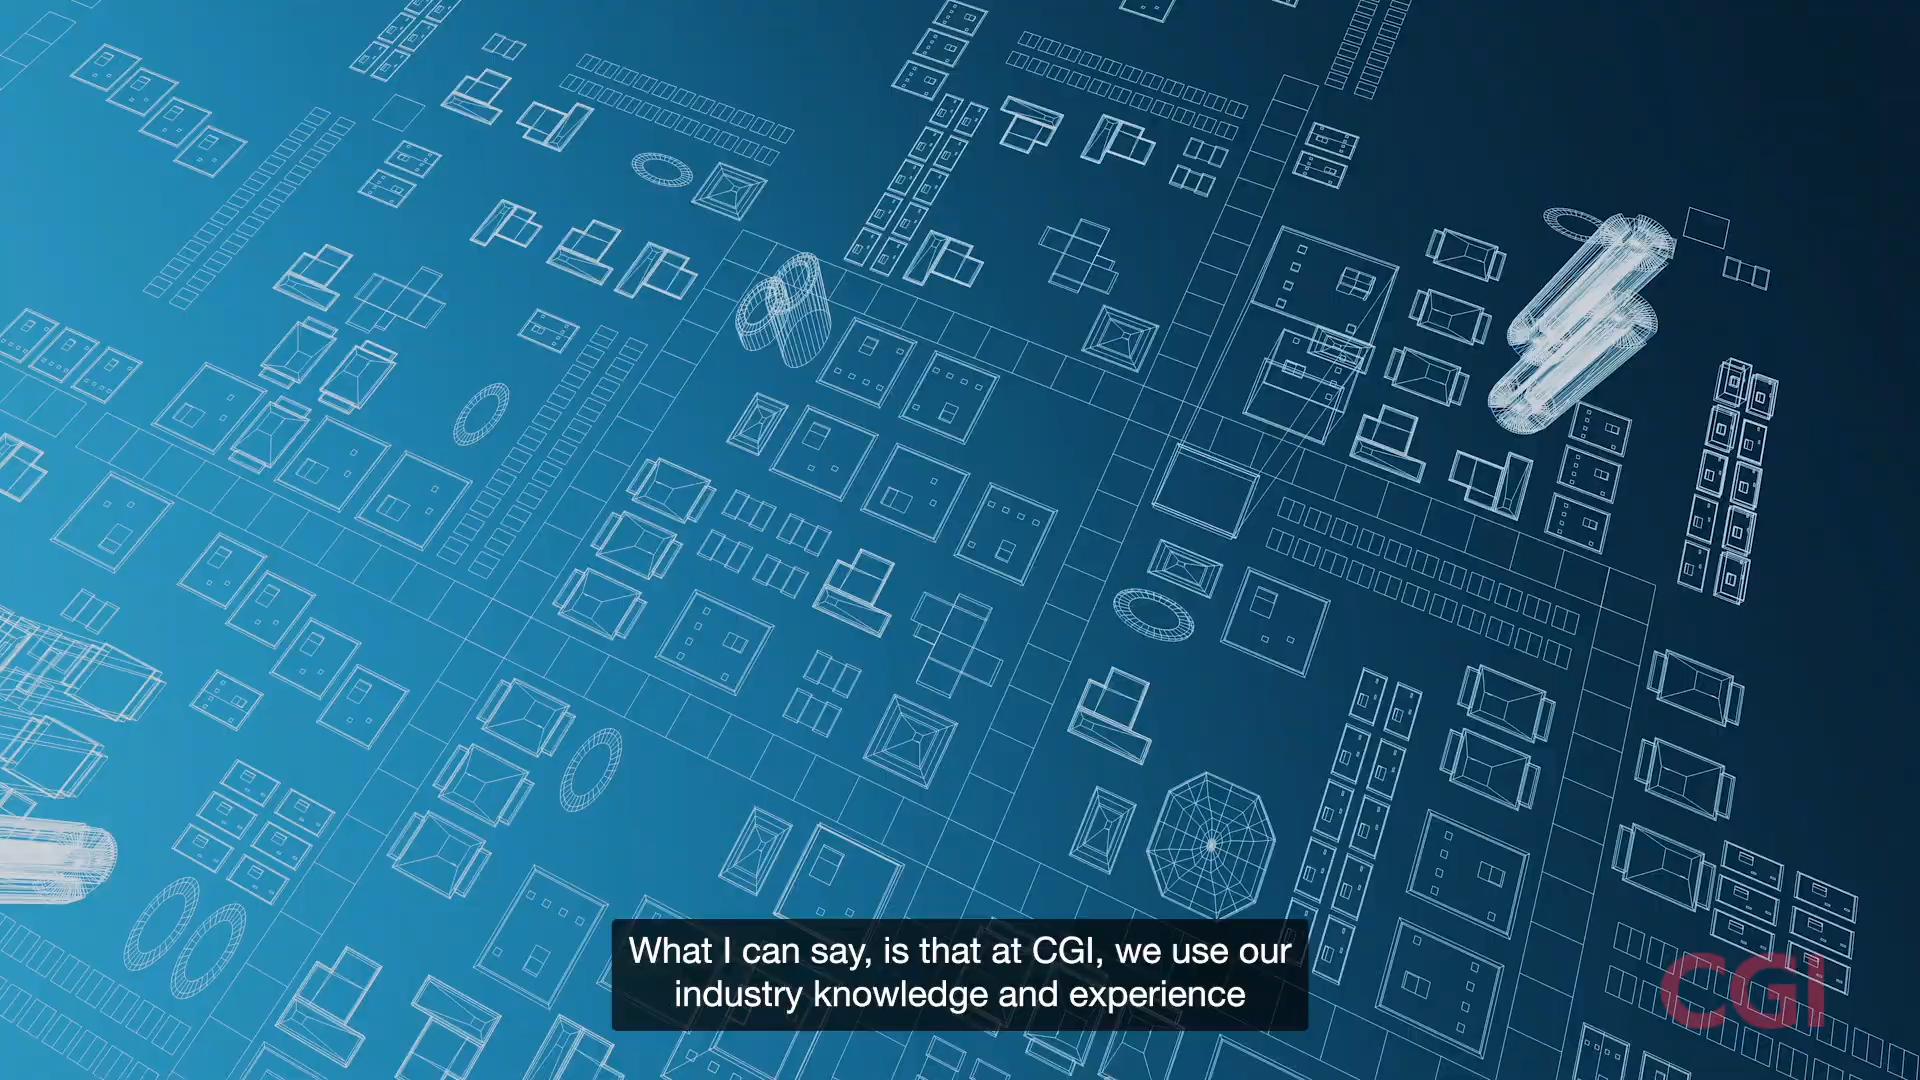 What I can say, is that at CGI, we use our
industry knowledge and experience
CGI